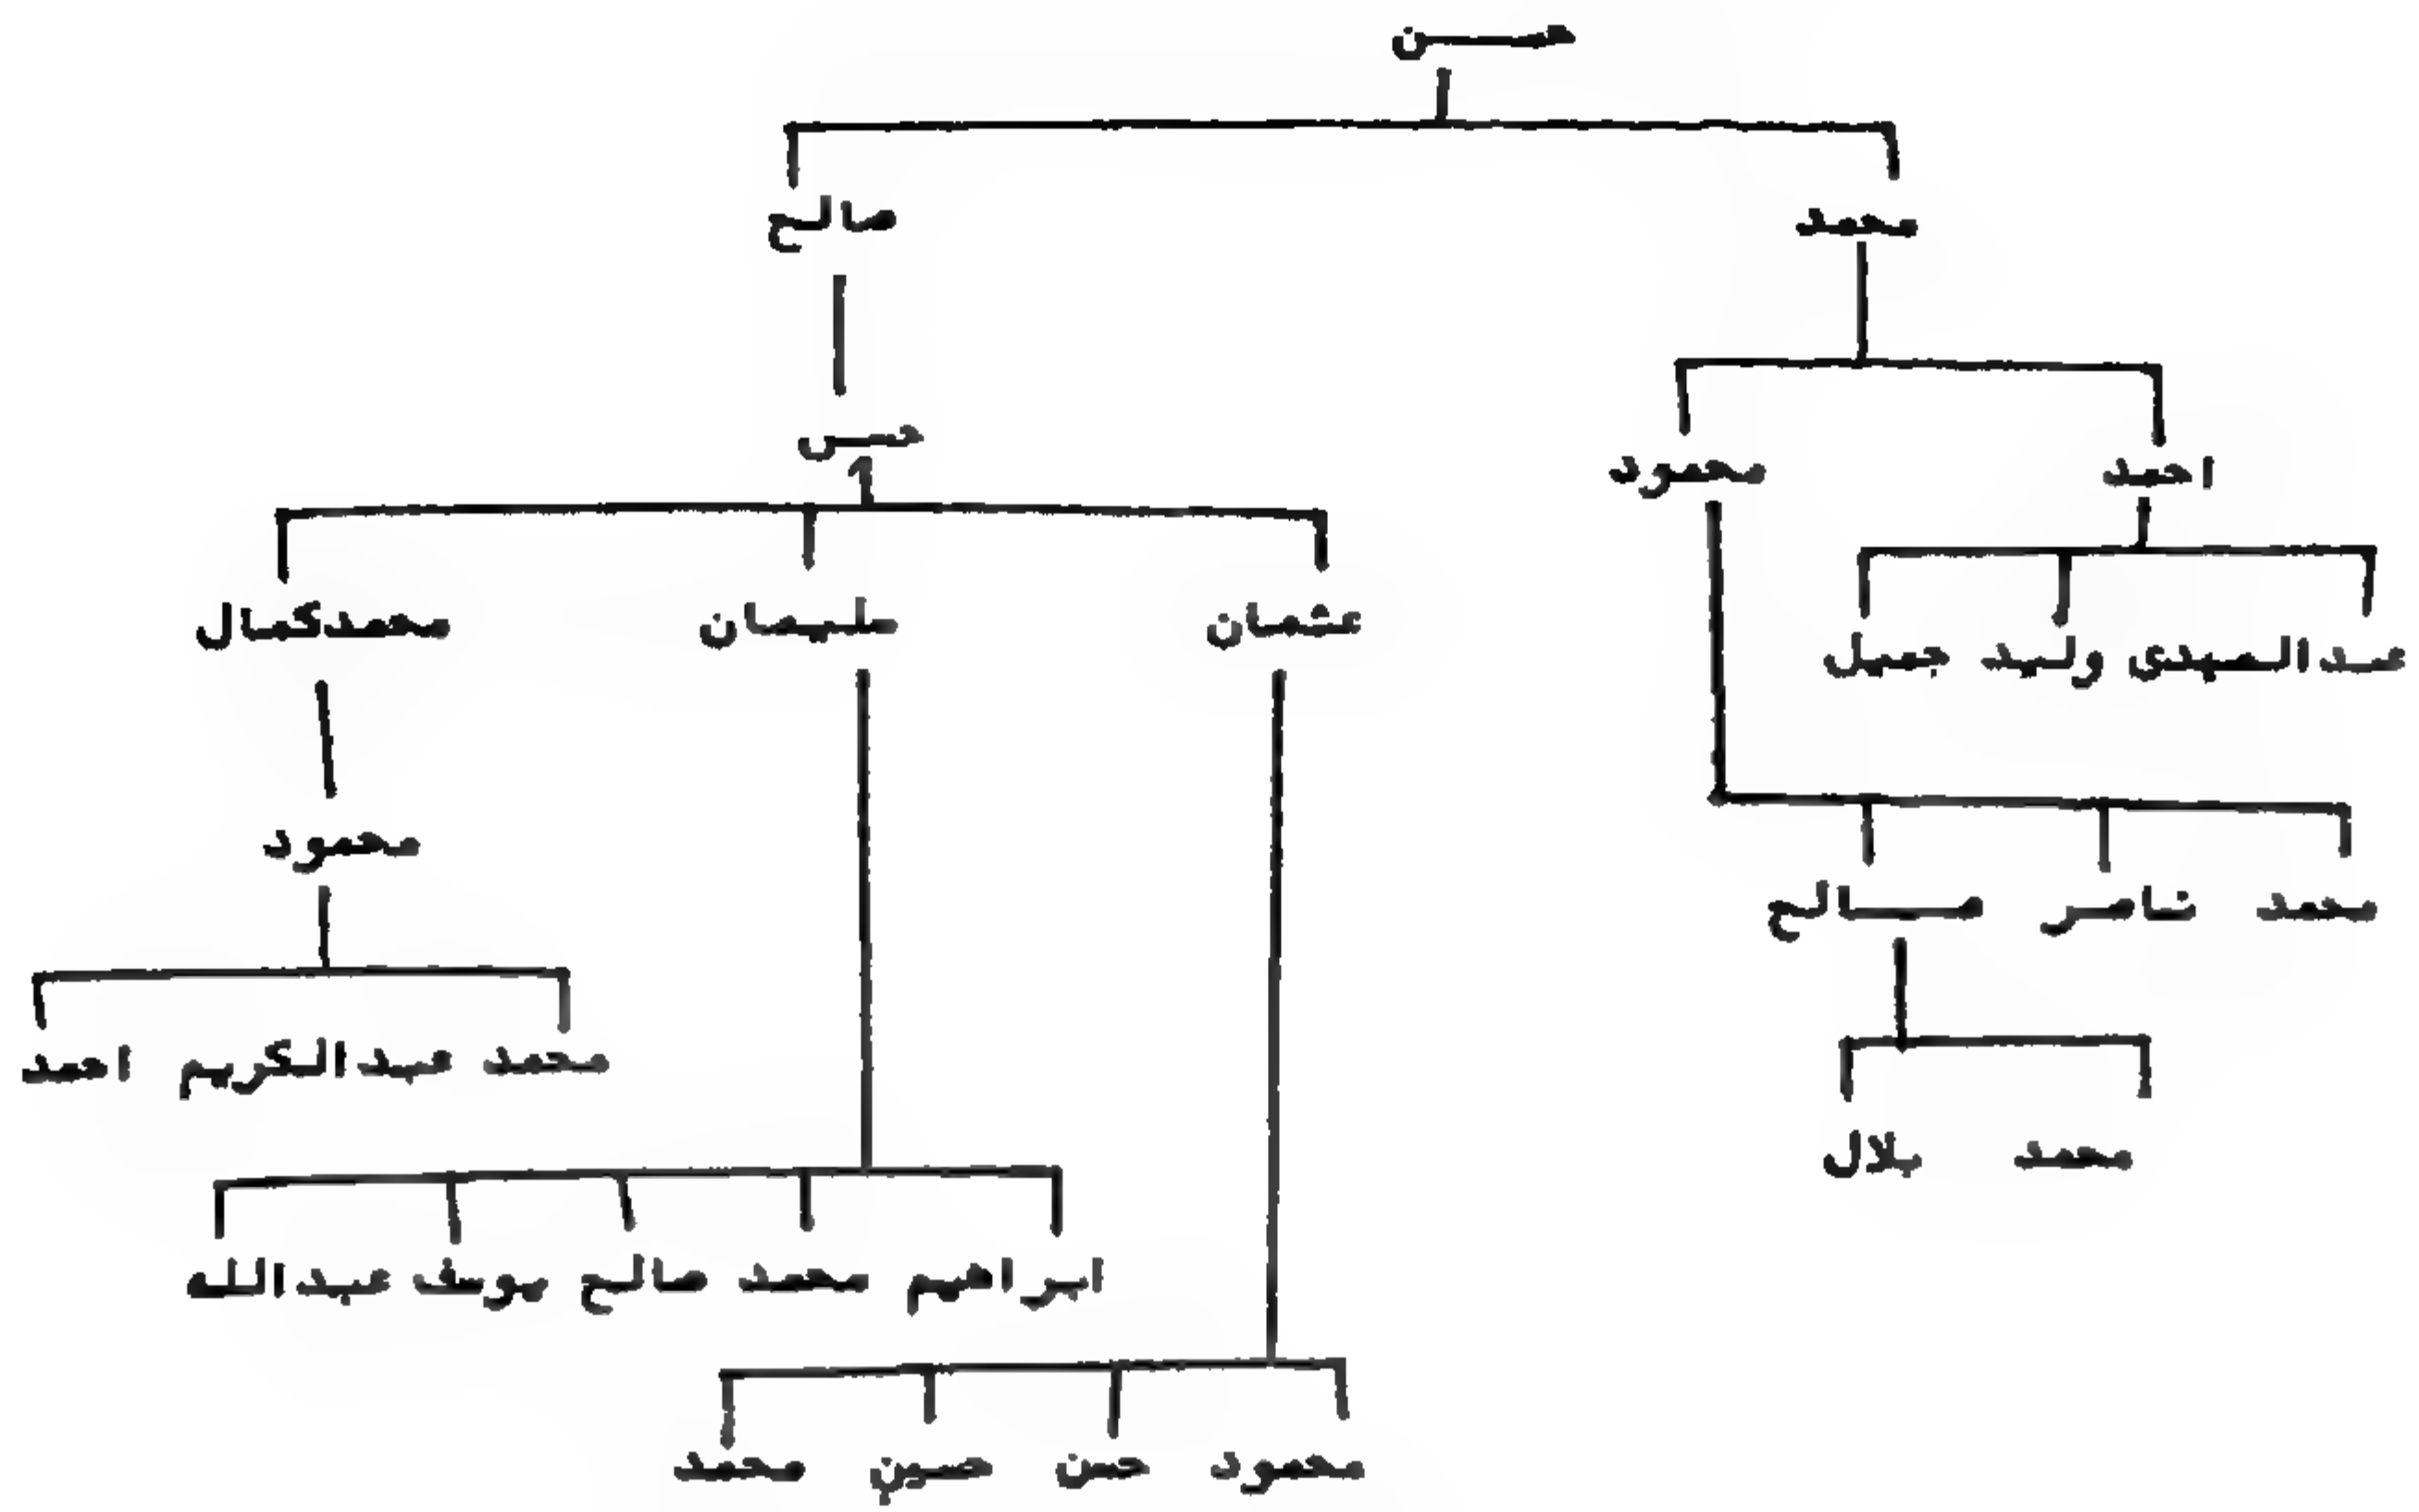 حسن
محمد صالح
حسن
محمود احمد
عثمان سليمان محمدكمال
عبدالمهدى وليد جميل
محمود
محمد ناصر صالح
محمد عبدالكريم احمد
محمد بلال
ابراهيم محمد صالح يوسف عبدالله
محمود حسن حسين محمد